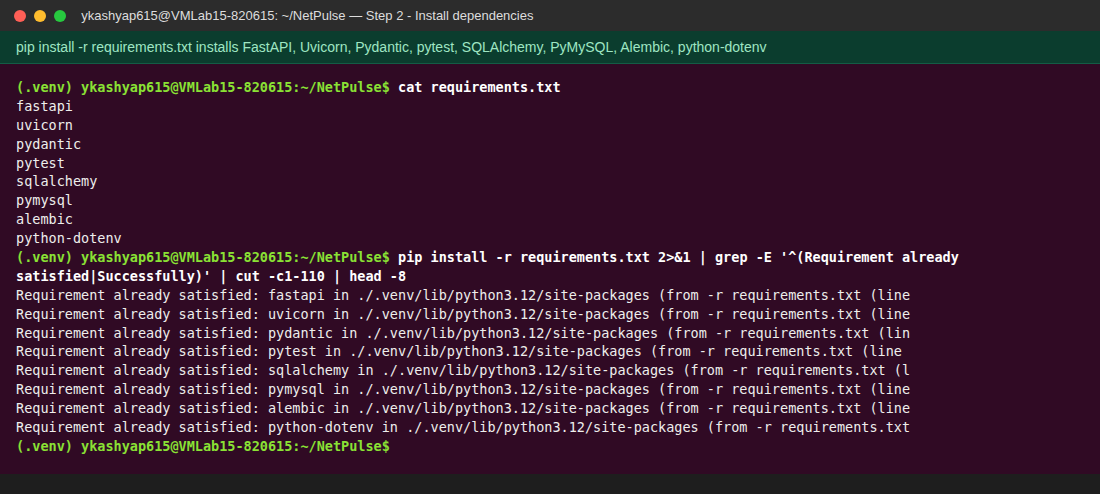 ykashyap615@VMLab15-820615: ~/NetPulse — Step 2 - Install dependencies
pip install -r requirements.txt installs FastAPI, Uvicorn, Pydantic, pytest, SQLAlchemy, PyMySQL, Alembic, python-dotenv
(.venv) ykashyap615@VMLab15-820615:~/NetPulse$ cat requirements.txt
fastapi
uvicorn
pydantic
pytest
sqlalchemy
pymysql
alembic
python-dotenv
(.venv) ykashyap615@VMLab15-820615:~/NetPulse$ pip install -r requirements.txt 2>&1 | grep -E '^(Requirement already
satisfied|Successfully)' | cut -c1-110 | head -8
Requirement already satisfied: fastapi in ./.venv/lib/python3.12/site-packages (from -r requirements.txt (line
Requirement already satisfied: uvicorn in ./.venv/lib/python3.12/site-packages (from -r requirements.txt (line
Requirement already satisfied: pydantic in ./.venv/lib/python3.12/site-packages (from -r requirements.txt (lin
Requirement already satisfied: pytest in ./.venv/lib/python3.12/site-packages (from -r requirements.txt (line
Requirement already satisfied: sqlalchemy in ./.venv/lib/python3.12/site-packages (from -r requirements.txt (l
Requirement already satisfied: pymysql in ./.venv/lib/python3.12/site-packages (from -r requirements.txt (line
Requirement already satisfied: alembic in ./.venv/lib/python3.12/site-packages (from -r requirements.txt (line
Requirement already satisfied: python-dotenv in ./.venv/lib/python3.12/site-packages (from -r requirements.txt
(.venv) ykashyap615@VMLab15-820615:~/NetPulse$